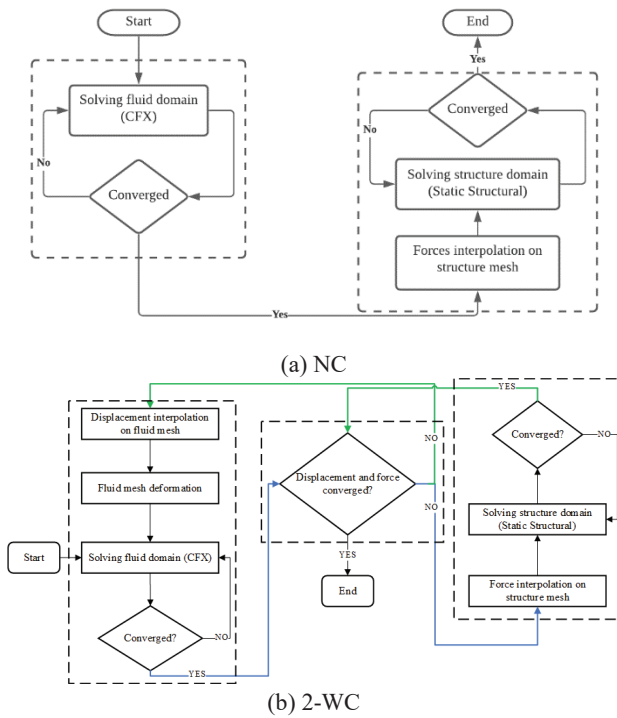 Start
Solving fluid domain
(CFX)
No
Converged
Yes
End
Yes
Converged
No
Solving structure domain
(Static Structural)
Forces interpolation on
structure mesh
(a) NC
Displacement interpolation
on fluid mesh
Fluid mesh deformation
Start
Solving fluid domain (CFX)
Converged?
NO
YES
Displacement and force
converged?
NO
NO
YES
End
YES
Converged?
NO
Solving structure domain
(Static Structural)
Force interpolation on
structure mesh
(b) 2-WC